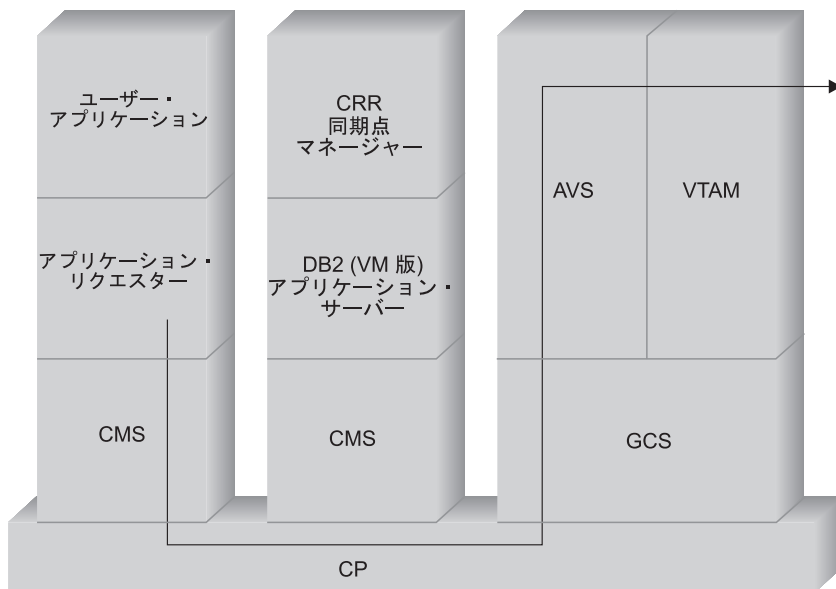 ユーザー・
アプリケーション
アプリケーション・
リクエスター
CMS
CRR
同期点
マネージャー
DB2 (VM 版)
アプリケーション・
サーバー
CMS
AVS
VTAM
GCS
CP